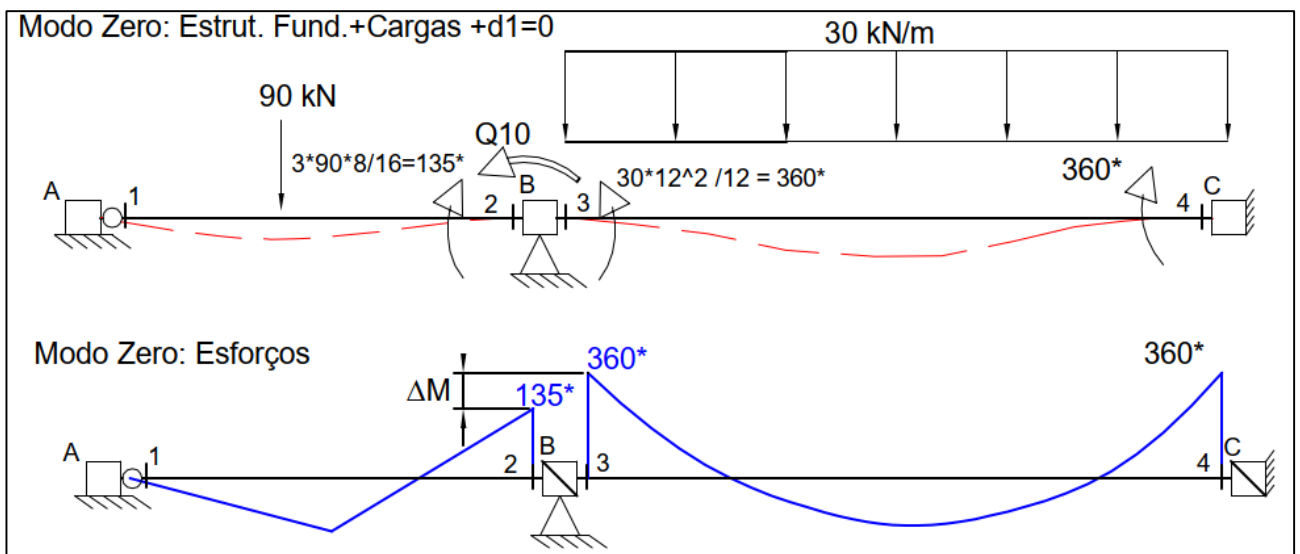 Modo Zero: Estrut. Fund.+Cargas +d1=0
30 kN/m
90 kN
Q10
3*90*8/16=135*
30*12^2 /12 = 360*
360*
A
1
2
B
3
4
C
Modo Zero: Esforços
360*
360*
ΔM
135*
A
1
2
B
3
4
C